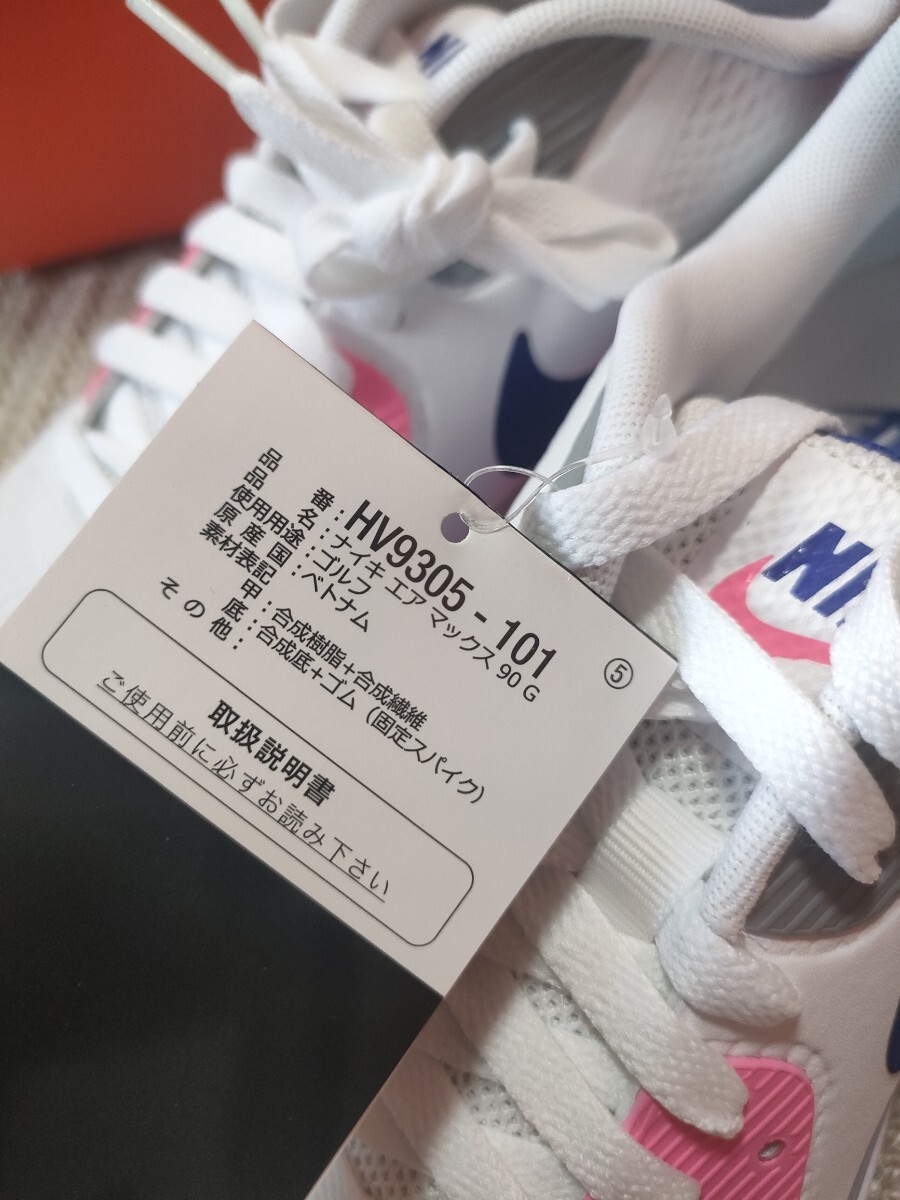 品番：HV9305-101
品名：ナイキ エア マックス 90 G
使用用途：ゴルフ
原産国：ベトナム
素材表記
甲：合成樹脂+合成繊維
底：合成底+ゴム（固定スパイク）
その他：
⑤
取扱説明書
ご使用前に必ずお読み下さい